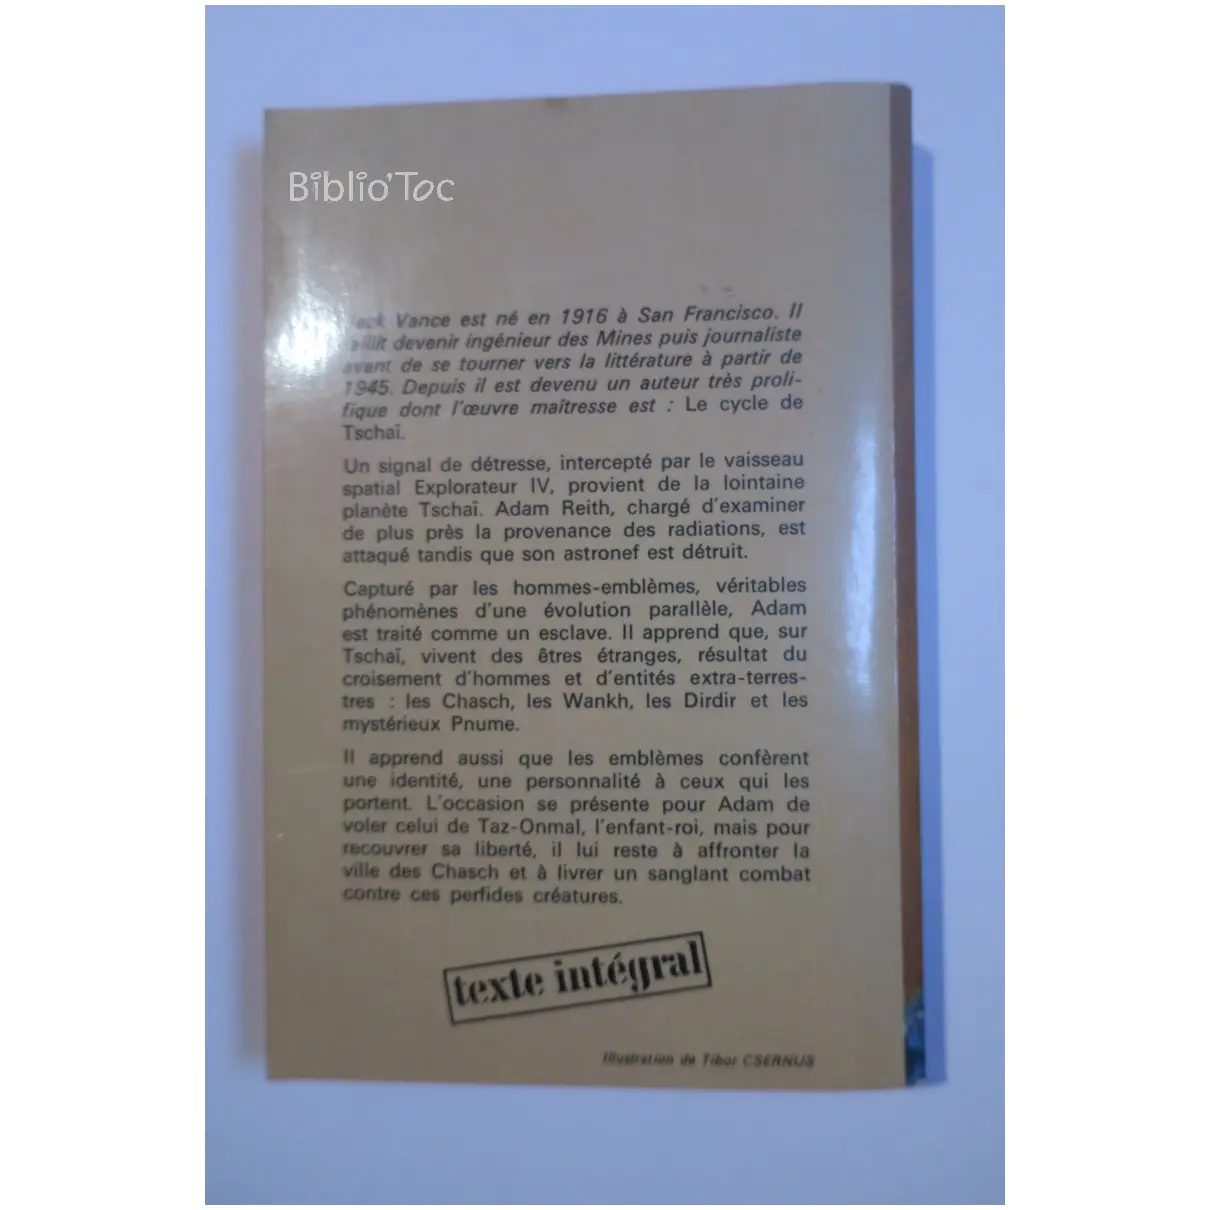 Biblio'Toc
Jack Vance est né en 1916 à San Francisco. Il
faillit devenir ingénieur des Mines puis journaliste
avant de se tourner vers la littérature à partir de
1945. Depuis il est devenu un auteur très proli-
fique dont l'œuvre maîtresse est : Le cycle de
Tschaï.
Un signal de détresse, intercepté par le vaisseau
spatial Explorateur IV, provient de la lointaine
planète Tschaï. Adam Reith, chargé d'examiner
de plus près la provenance des radiations, est
attaqué tandis que son astronef est détruit.
Capturé par les hommes-emblèmes, véritables
phénomènes d'une évolution parallèle, Adam
est traité comme un esclave. Il apprend que, sur
Tschaï, vivent des êtres étranges, résultat du
croisement d'hommes et d'entités extra-terres-
tres : les Chasch, les Wankh, les Dirdir et les
mystérieux Pnume.
Il apprend aussi que les emblèmes confèrent
une identité, une personnalité à ceux qui les
portent. L'occasion se présente pour Adam de
voler celui de Taz-Onmal, l'enfant-roi, mais pour
recouvrer sa liberté, il lui reste à affronter la
ville des Chasch et à livrer un sanglant combat
contre ces perfides créatures.
texte intégral
Illustration de Tibor CSERNUS